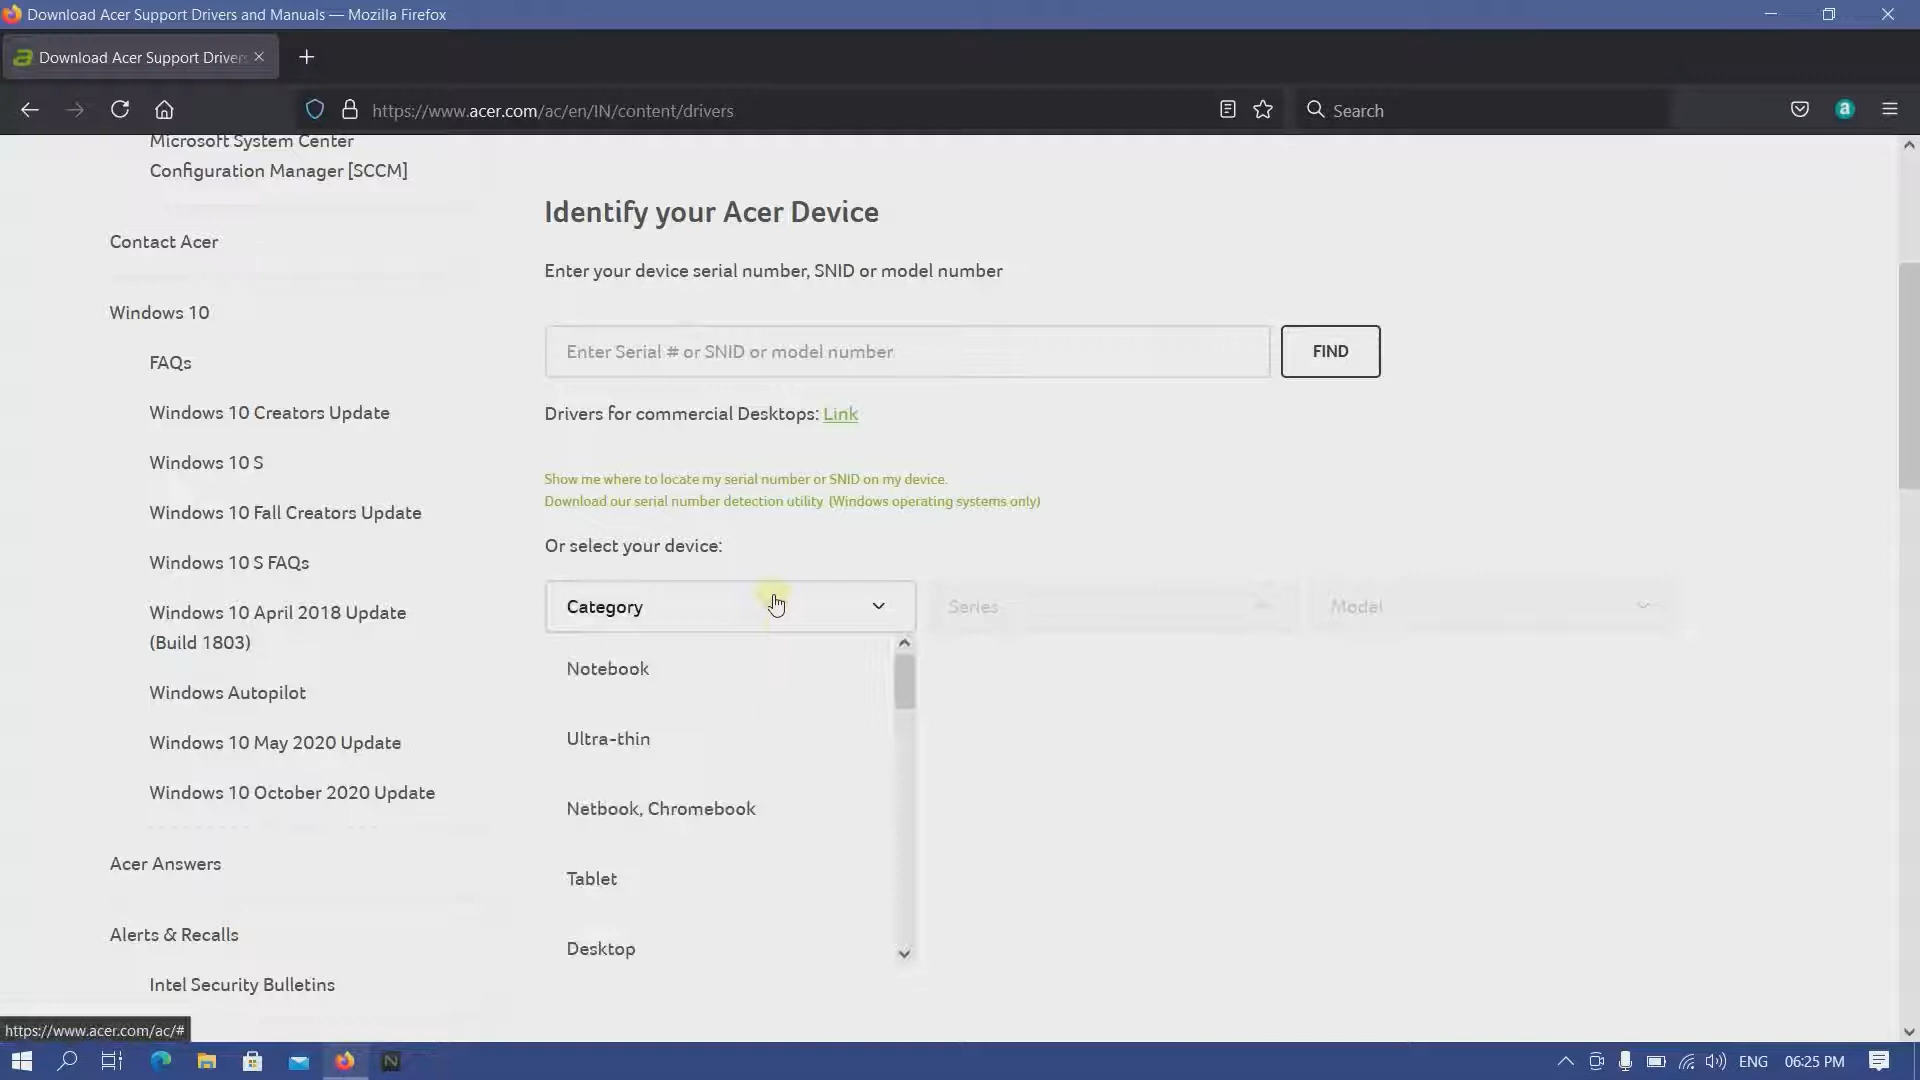 Download Acer Support Drivers and Manuals — Mozilla Firefox
Download Acer Support Drivers
https://www.acer.com/ac/en/IN/content/drivers
Search
Microsoft System Center
Configuration Manager [SCCM]
Contact Acer
Windows 10
FAQs
Windows 10 Creators Update
Windows 10 S
Windows 10 Fall Creators Update
Windows 10 S FAQs
Windows 10 April 2018 Update
(Build 1803)
Windows Autopilot
Windows 10 May 2020 Update
Windows 10 October 2020 Update
Acer Answers
Alerts & Recalls
Intel Security Bulletins
Identify your Acer Device
Enter your device serial number, SNID or model number
Enter Serial # or SNID or model number
FIND
Drivers for commercial Desktops: Link
Show me where to locate my serial number or SNID on my device.
Download our serial number detection utility (Windows operating systems only)
Or select your device:
Category
Series
Model
Notebook
Ultra-thin
Netbook, Chromebook
Tablet
Desktop
https://www.acer.com/ac/#
ENG
06:25 PM